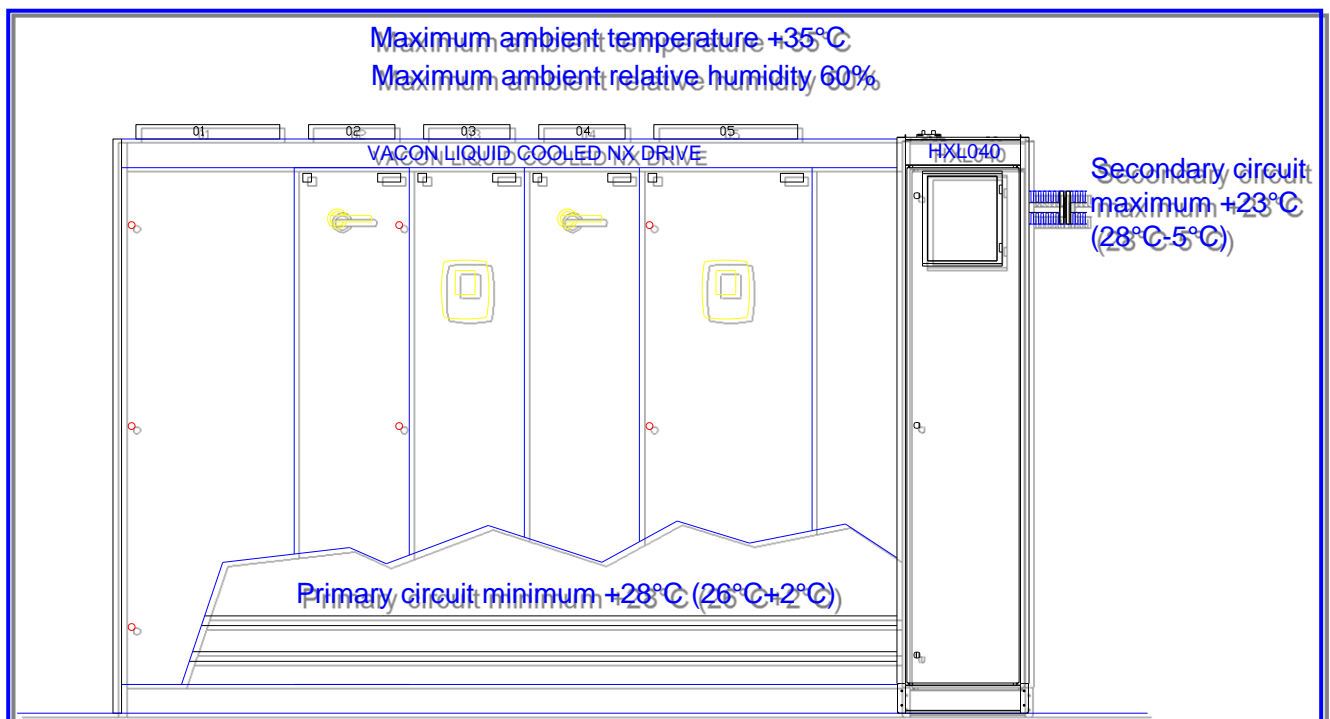 Maximum ambient temperature +35°C
Maximum ambient relative humidity 60%
01 02 03 04 05
VACON LIQUID COOLED NX DRIVE
HXL040
Secondary circuit
maximum +23°C
(28°C-5°C)
Primary circuit minimum +28°C (26°C+2°C)